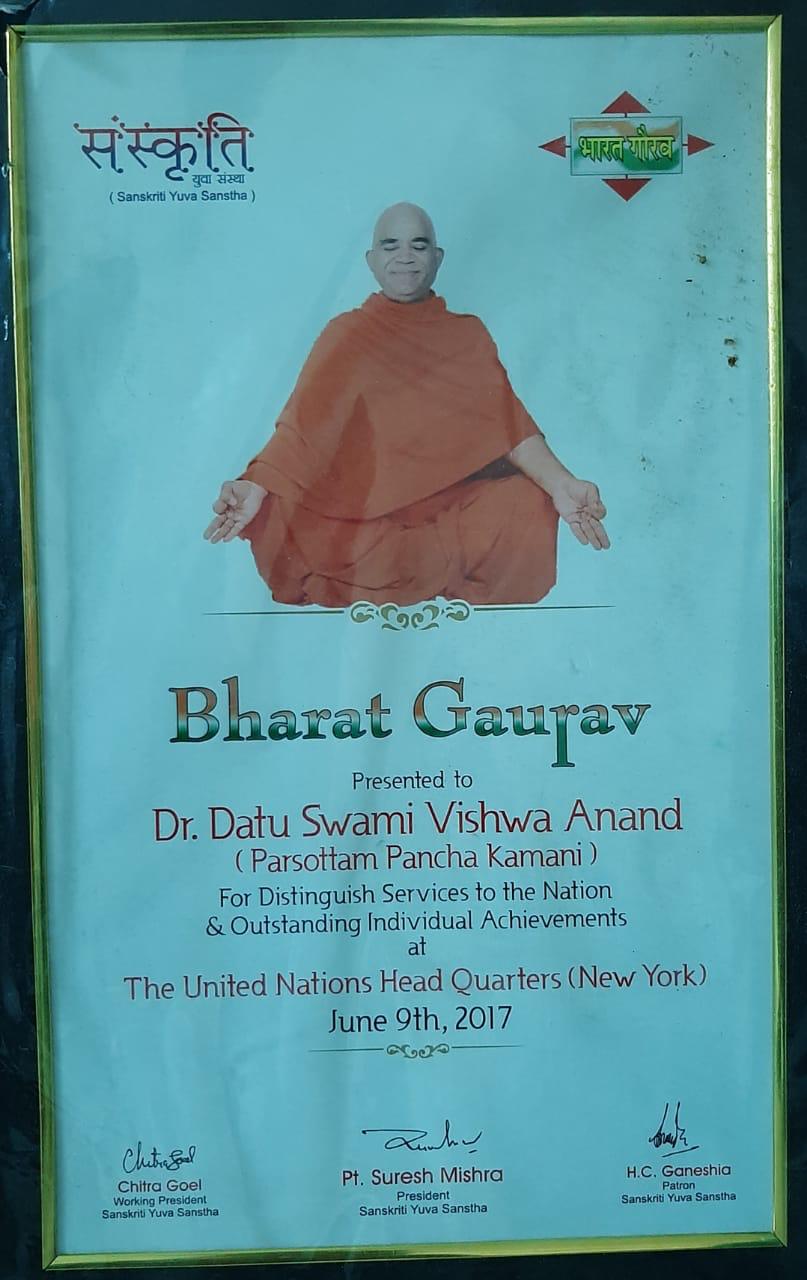 संस्कृति
युवा संस्था
( Sanskriti Yuva Sanstha )
भारत गौरव
Bharat Gaurav
Presented to
Dr. Datu Swami Vishwa Anand
( Parsottam Pancha Kamani )
For Distinguish Services to the Nation
& Outstanding Individual Achievements
at
The United Nations Head Quarters (New York)
June 9th, 2017
Chitra Goel
Chitra Goel
Working President
Sanskriti Yuva Sanstha
Pt. Suresh Mishra
President
Sanskriti Yuva Sanstha
H.C. Ganeshia
Patron
Sanskriti Yuva Sanstha